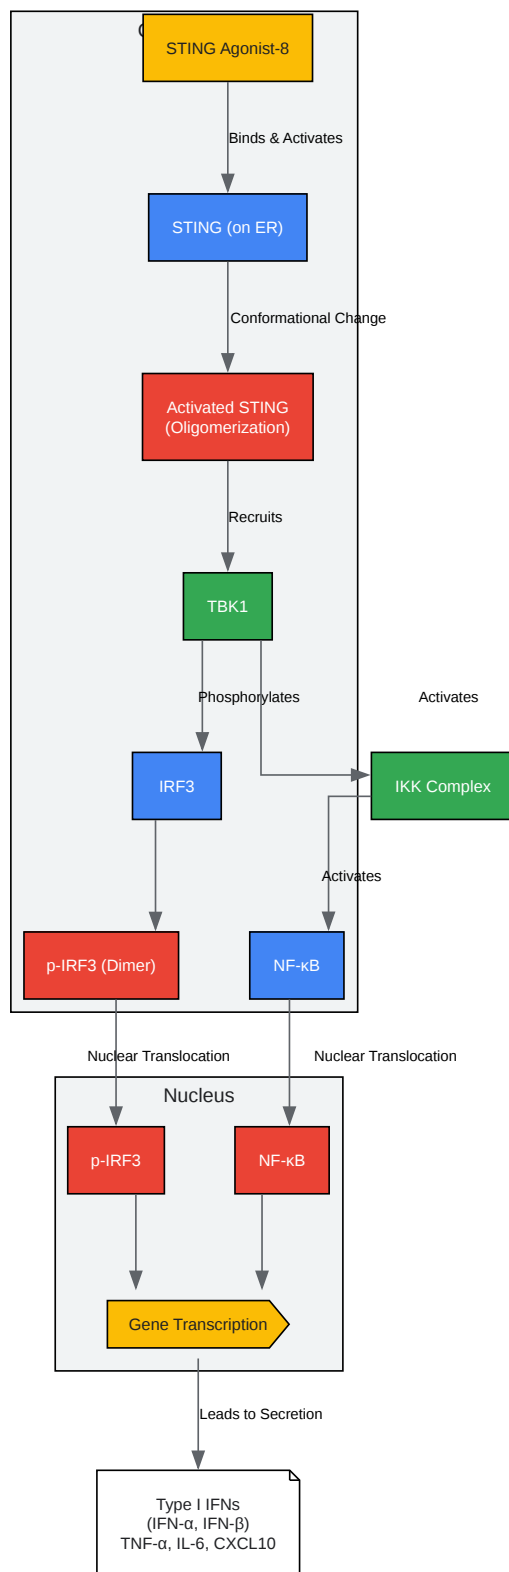 STING Agonist-8
Binds & Activates
STING (on ER)
Conformational Change
Activated STING
(Oligomerization)
Recruits
TBK1
Phosphorylates
Activates
IRF3
IKK Complex
Activates
p-IRF3 (Dimer)
NF-κB
Nuclear Translocation
Nuclear Translocation
Nucleus
p-IRF3
NF-κB
Gene Transcription
Leads to Secretion
Type I IFNs
(IFN-α, IFN-β)
TNF-α, IL-6, CXCL10